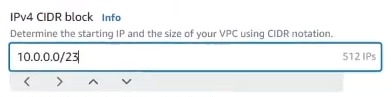 IPv4 CIDR block Info
Determine the starting IP and the size of your VPC using CIDR notation.
10.0.0.0/23 512 IPs